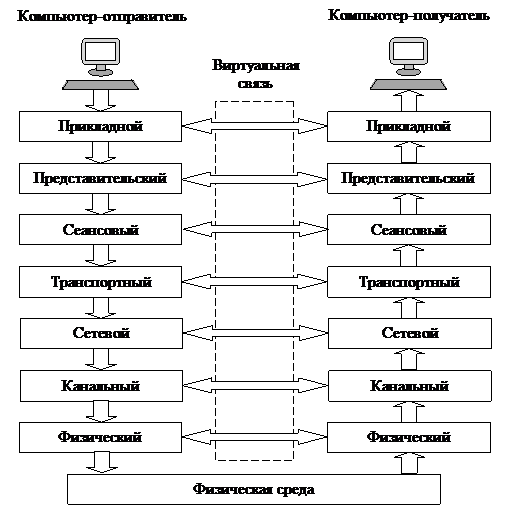 Компьютер-отправитель
Компьютер-получатель
Виртуальная
связь
Прикладной
Прикладной
Представительский
Представительский
Сеансовый
Сеансовый
Транспортный
Транспортный
Сетевой
Сетевой
Канальный
Канальный
Физический
Физический
Физическая среда